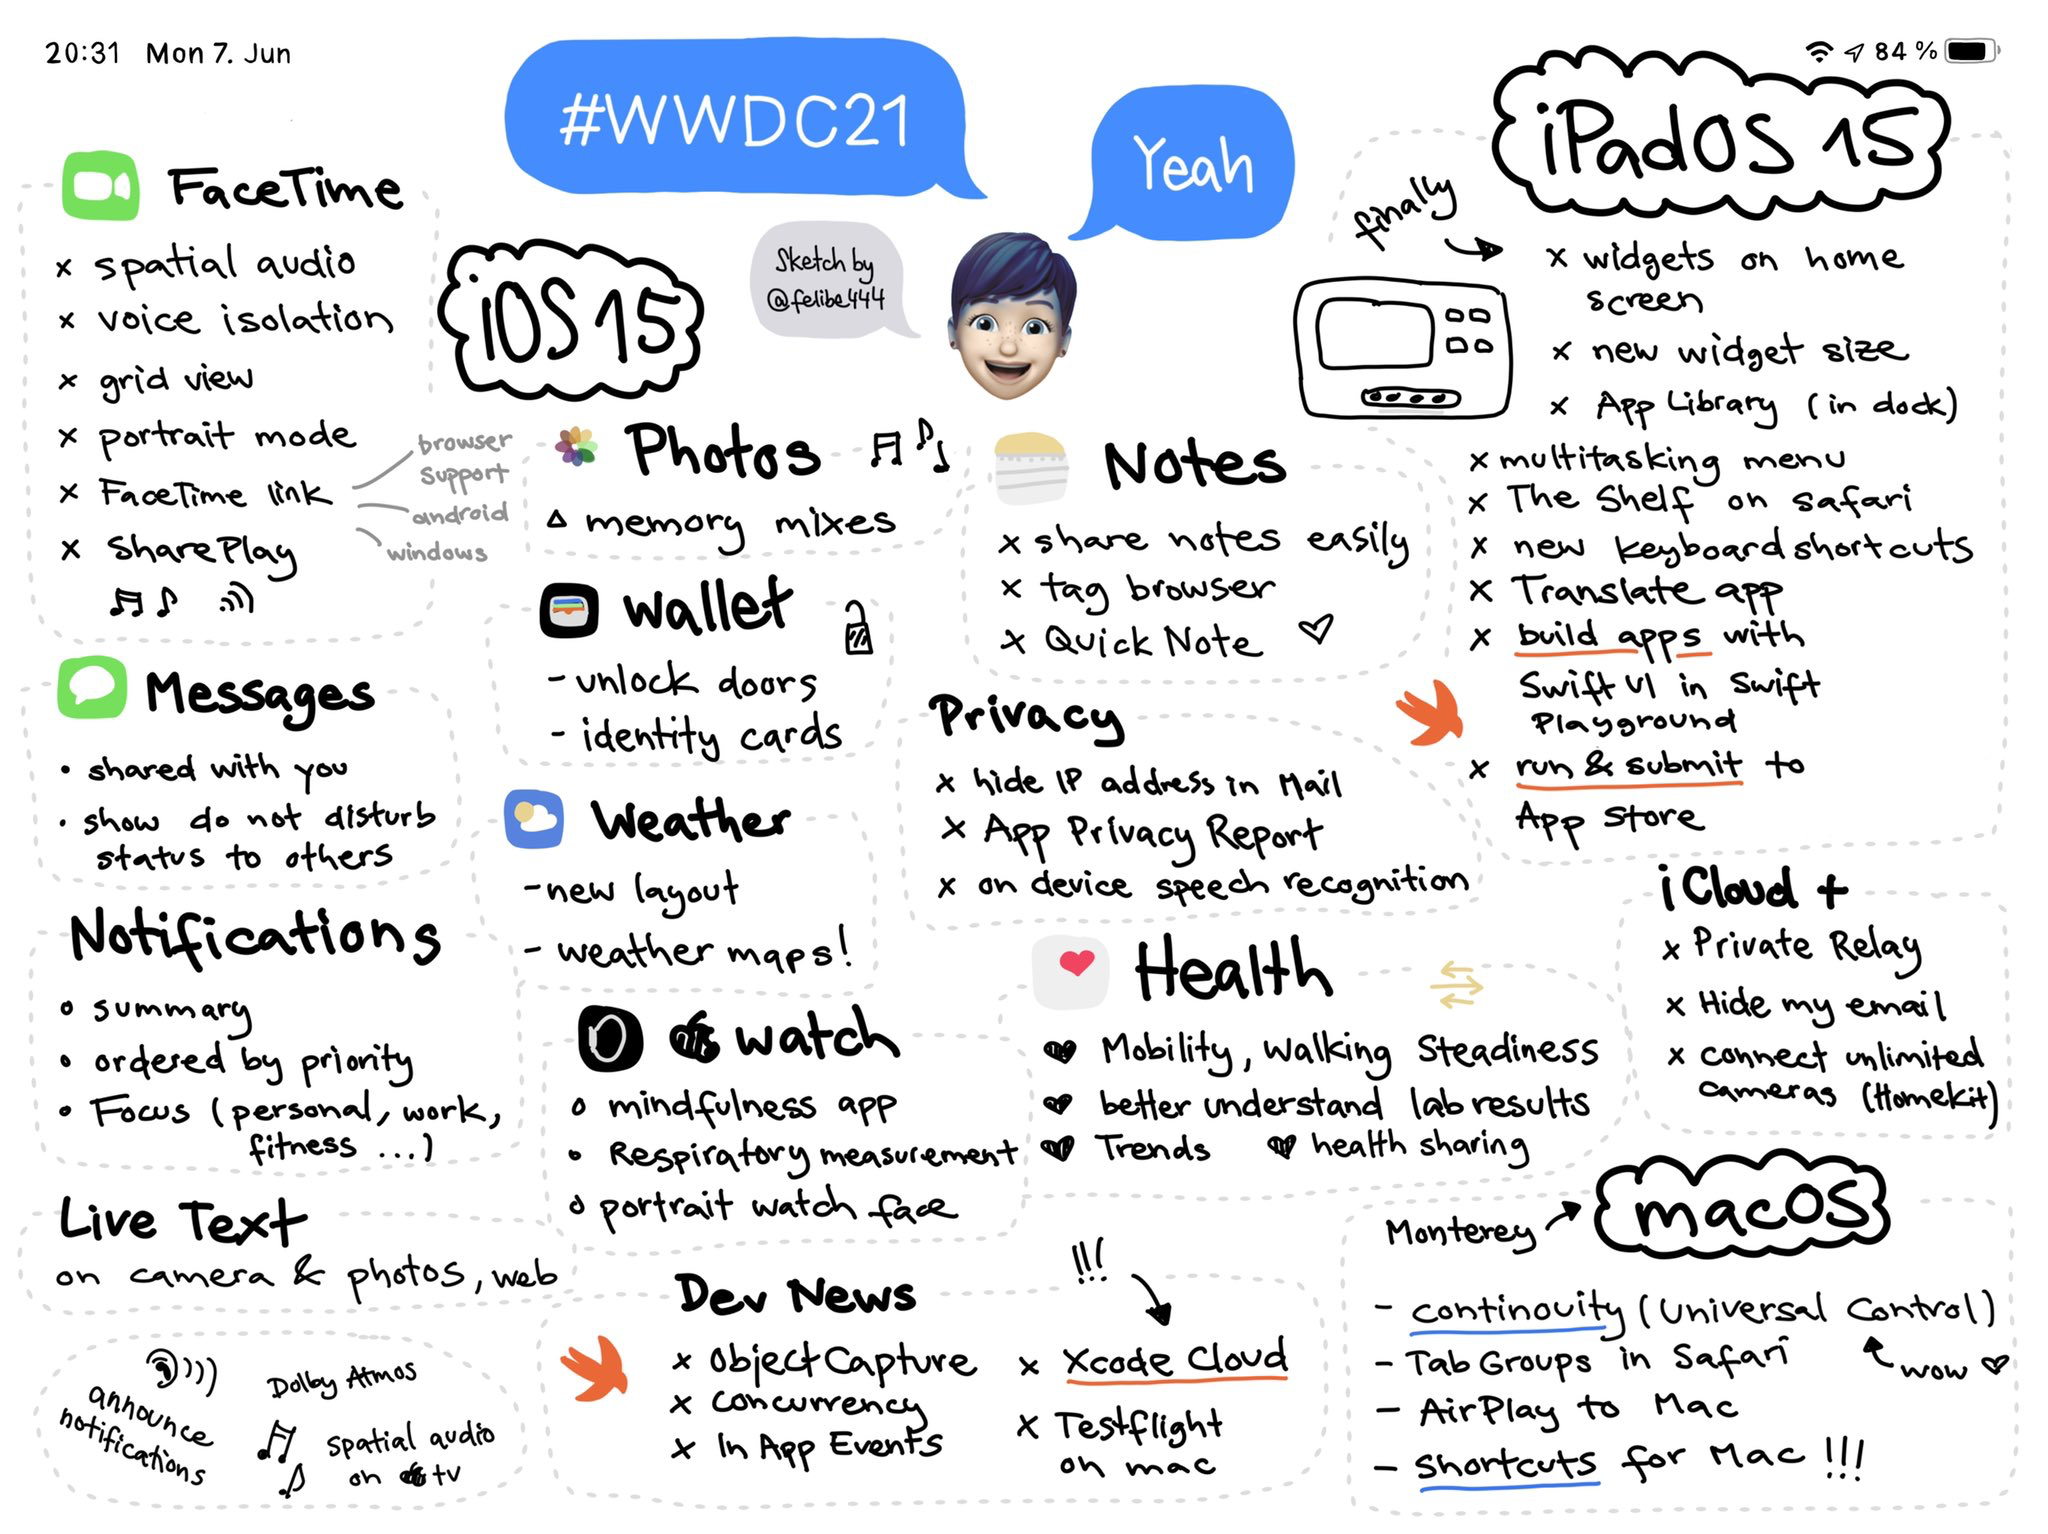 20:31 Mon 7. Jun
84 %
#WWDC21
Yeah
Sketch by
@felibe444
iOS 15
FaceTime
x spatial audio
x voice isolation
x grid view
x portrait mode
x FaceTime link
browser
support
android
windows
x SharePlay
Messages
• shared with you
• show do not disturb
status to others
Notifications
o summary
o ordered by priority
o Focus (personal, work,
fitness ...)
Live Text
on camera & photos, web
announce
notifications
Dolby Atmos
spatial audio
on tv
Photos
△ memory mixes
Wallet
- unlock doors
- identity cards
Weather
- new layout
- weather maps!
watch
o mindfulness app
o Respiratory measurement
o portrait watch face
Notes
x share notes easily
x tag browser
x Quick Note ♡
Privacy
x hide IP address in Mail
x App Privacy Report
x on device speech recognition
Health
♥ Mobility, Walking Steadiness
♥ better understand lab results
♥ Trends ♥ health sharing
Dev News
x Object Capture
x Concurrency
x In App Events
!!!
x Xcode Cloud
x Testflight
on mac
iPadOS 15
finally
x widgets on home
screen
x new widget size
x App Library (in dock)
x multitasking menu
x The Shelf on Safari
x new keyboard shortcuts
x Translate app
x build apps with
Swift UI in Swift
Playground
x run & submit to
App Store
iCloud +
x Private Relay
x Hide my email
x connect unlimited
cameras (Homekit)
Monterey
macOS
- continouity (Universal Control)
wow ♡
- Tab Groups in Safari
- AirPlay to Mac
- Shortcuts for Mac !!!